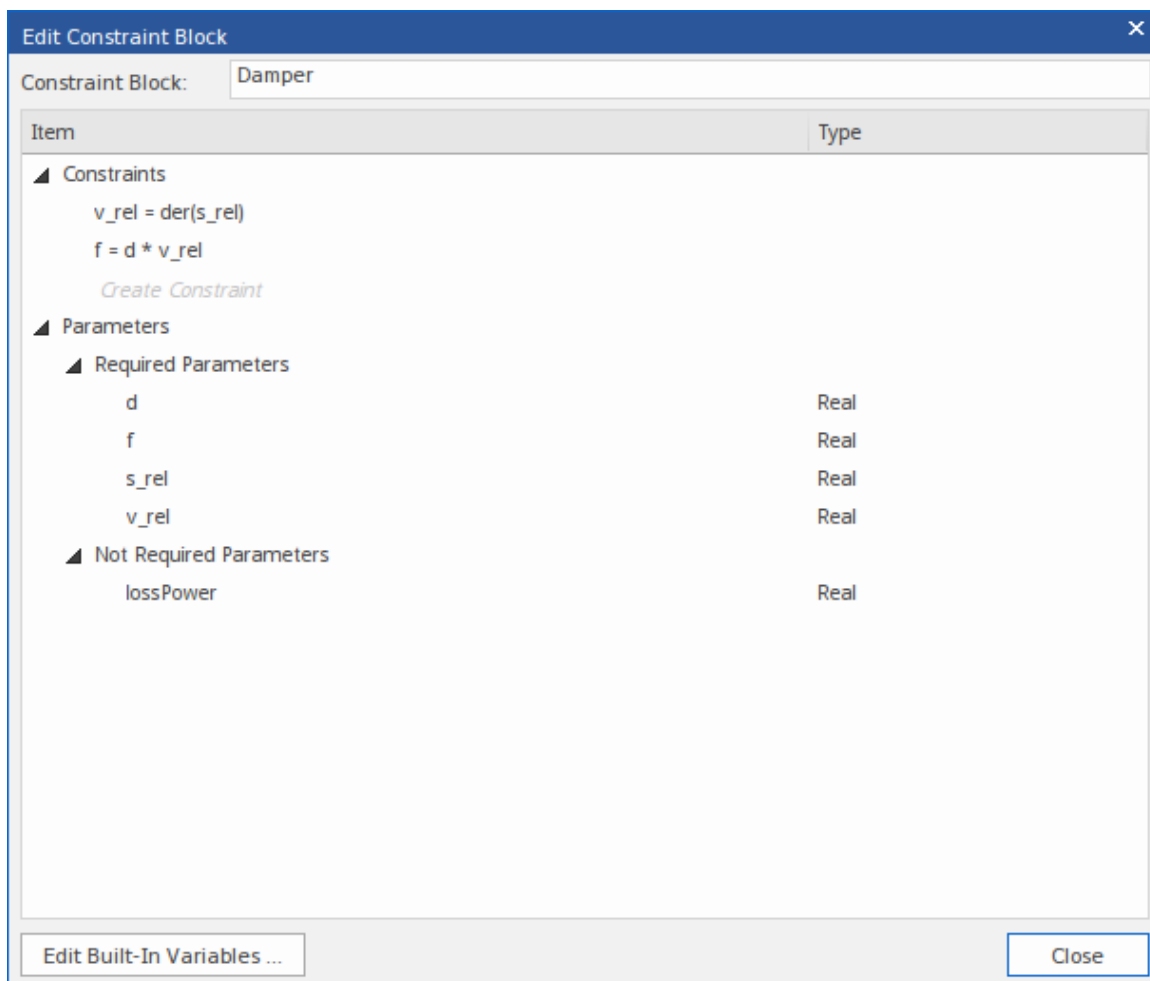 Edit Constraint Block
Constraint Block: Damper
Item Type
Constraints
v_rel = der(s_rel)
f = d * v_rel
Create Constraint
Parameters
Required Parameters
d Real
f Real
s_rel Real
v_rel Real
Not Required Parameters
lossPower Real
Edit Built-In Variables ... Close